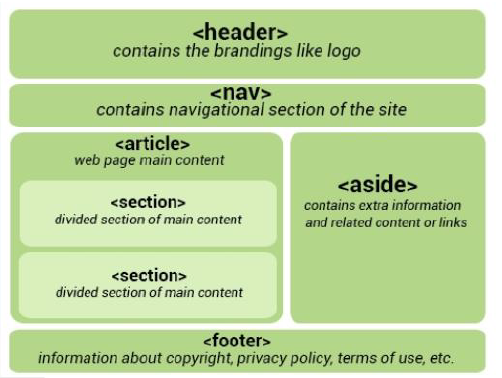 <header>
contains the brandings like logo
<nav>
contains navigational section of the site
<article>
web page main content
<section>
divided section of main content
<section>
divided section of main content
<aside>
contains extra information
and related content or links
<footer>
information about copyright, privacy policy, terms of use, etc.